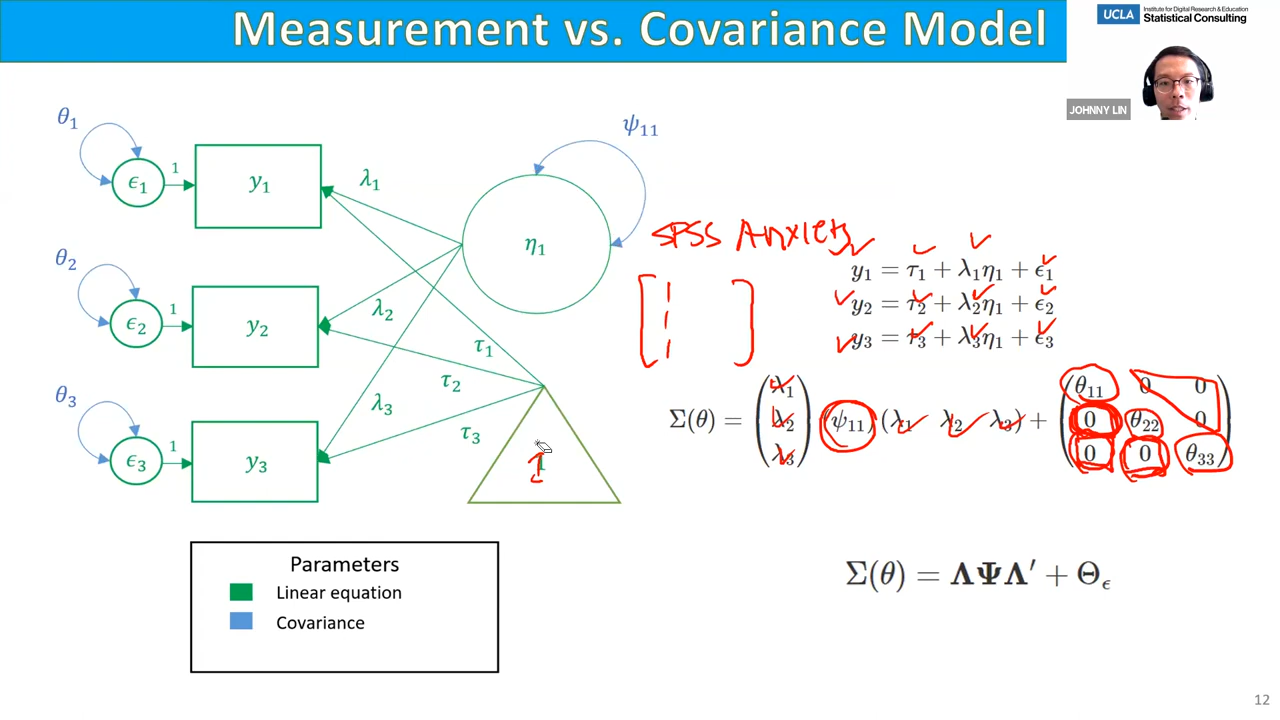 Measurement vs. Covariance Model
UCLA
Institute for Digital Research & Education
Statistical Consulting
JOHNNY LIN
θ₁
ϵ₁
1
y₁
λ₁
ψ₁₁
η₁
θ₂
ϵ₂
1
y₂
λ₂
τ₁
τ₂
θ₃
ϵ₃
1
y₃
λ₃
τ₃
1
SPSS Anxiety
y₁ = τ₁ + λ₁η₁ + ϵ₁
y₂ = τ₂ + λ₂η₁ + ϵ₂
y₃ = τ₃ + λ₃η₁ + ϵ₃
[ 1 1 1 ]
Σ(θ) = (λ₁ λ₂ λ₃) (ψ₁₁) (λ₁ λ₂ λ₃) + (θ₁₁ 0 0
0 θ₂₂ 0
0 0 θ₃₃)
Σ(θ) = ΛΨΛ′ + Θϵ
Parameters
Linear equation
Covariance
12